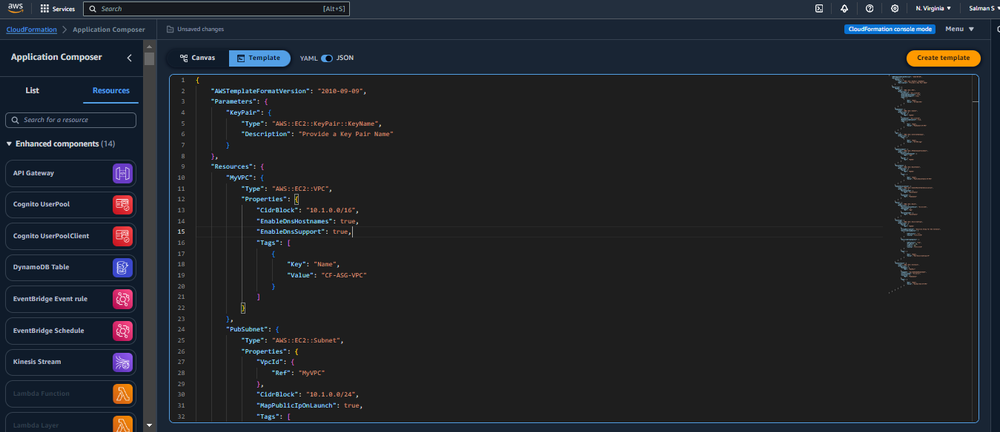 aws
Services
Search
[Alt+S]
N. Virginia
Salman S
CloudFormation
Application Composer
Unsaved changes
CloudFormation console mode
Menu
Application Composer
Canvas
Template
YAML
JSON
Create template
List
Resources
Search for a resource
Enhanced components (14)
API Gateway
Cognito UserPool
Cognito UserPoolClient
DynamoDB Table
EventBridge Event rule
EventBridge Schedule
Kinesis Stream
Lambda Function
Lambda Layer
1 {
2 "AWSTemplateFormatVersion": "2010-09-09",
3 "Parameters": {
4 "KeyPair": {
5 "Type": "AWS::EC2::KeyPair::KeyName",
6 "Description": "Provide a Key Pair Name"
7 }
8 },
9 "Resources": {
10 "MyVPC": {
11 "Type": "AWS::EC2::VPC",
12 "Properties": {
13 "CidrBlock": "10.1.0.0/16",
14 "EnableDnsHostnames": true,
15 "EnableDnsSupport": true,
16 "Tags": [
17 {
18 "Key": "Name",
19 "Value": "CF-ASG-VPC"
20 }
21 ]
22 }
23 },
24 "PubSubnet": {
25 "Type": "AWS::EC2::Subnet",
26 "Properties": {
27 "VpcId": {
28 "Ref": "MyVPC"
29 },
30 "CidrBlock": "10.1.0.0/24",
31 "MapPublicIpOnLaunch": true,
32 "Tags": [